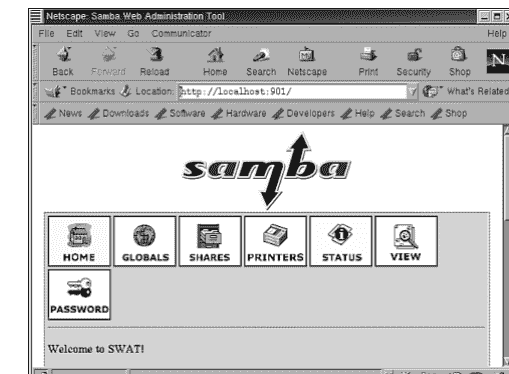 Netscape: Samba Web Administration Tool
File Edit View Go Communicator Help
Back Forward Reload Home Search Netscape Print Security Shop
N
Bookmarks Location: http://localhost:901/ What's Related
News Downloads Software Hardware Developers Help Search Shop
samba
HOME GLOBALS SHARES PRINTERS STATUS VIEW
PASSWORD
Welcome to SWAT!